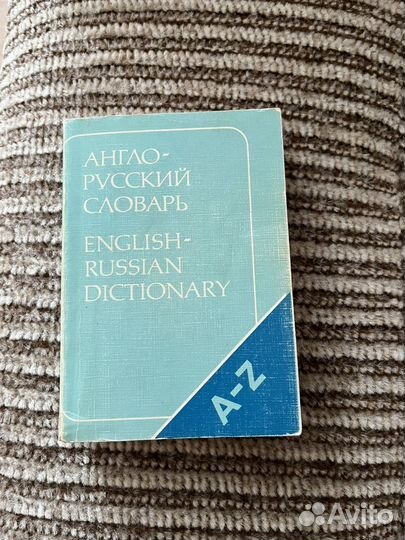 АНГЛО-
РУССКИЙ
СЛОВАРЬ
ENGLISH-
RUSSIAN
DICTIONARY
A-Z
Avito